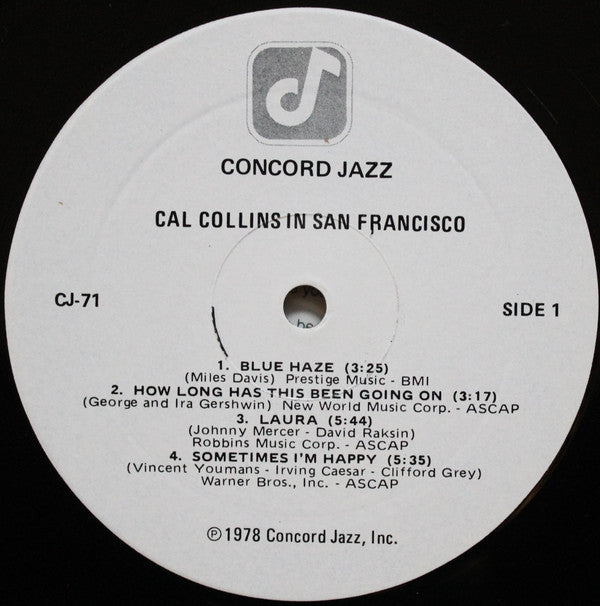 CONCORD JAZZ
CAL COLLINS IN SAN FRANCISCO
CJ-71
SIDE 1
1. BLUE HAZE (3:25)
(Miles Davis) Prestige Music - BMI
2. HOW LONG HAS THIS BEEN GOING ON (3:17)
(George and Ira Gershwin) New World Music Corp. - ASCAP
3. LAURA (5:44)
(Johnny Mercer - David Raksin)
Robbins Music Corp. - ASCAP
4. SOMETIMES I'M HAPPY (5:35)
(Vincent Youmans - Irving Caesar - Clifford Grey)
Warner Bros., Inc. - ASCAP
℗1978 Concord Jazz, Inc.